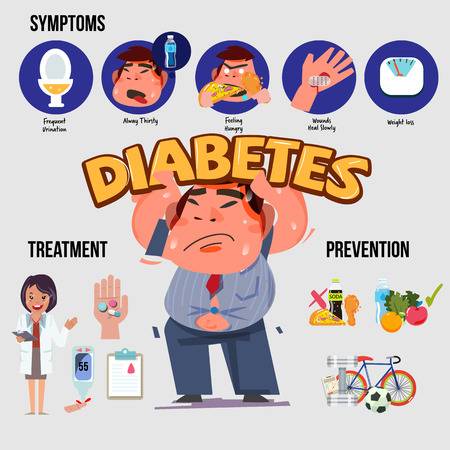 SYMPTOMS
Frequent
Urination
Alway Thirsty
Feeling
Hungry
Wounds
Heal Slowly
Weight loss
DIABETES
TREATMENT
PREVENTION
SODA
55